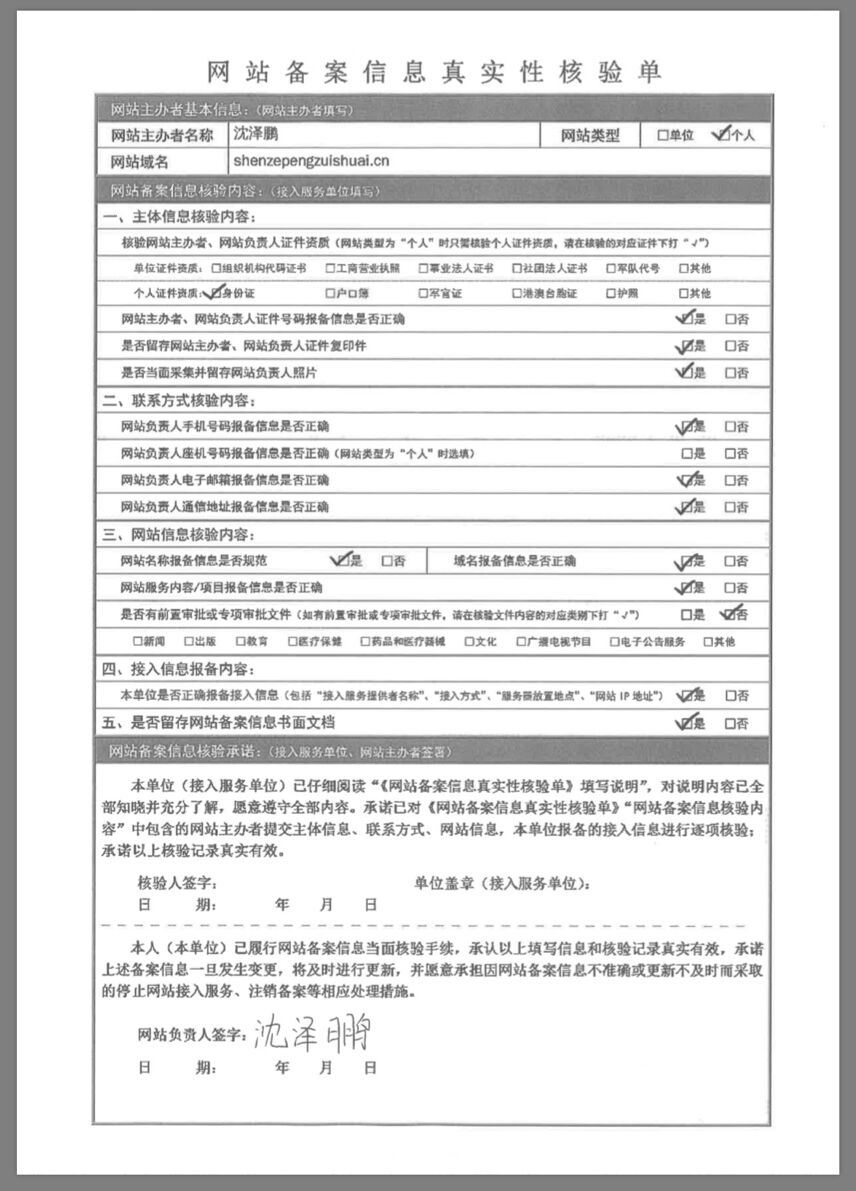 网站备案信息真实性核验单
网站主办者基本信息:(网站主办者填写)
网站主办者名称 沈泽鹏 网站类型 □单位 ☑个人
网站域名 shenzepengzuishuai.cn
网站备案信息核验内容:(接入服务单位填写)
一、主体信息核验内容:
核验网站主办者、网站负责人证件资质(网站类型为“个人”时只需核验个人证件资质,请在核验的对应证件下打“√”)
单位证件资质: □组织机构代码证书 □工商营业执照 □事业法人证书 □社团法人证书 □军队代号 □其他
个人证件资质: ☑身份证 □户口簿 □军官证 □港澳台胞证 □护照 □其他
网站主办者、网站负责人证件号码报备信息是否正确 ☑是 □否
是否留存网站主办者、网站负责人证件复印件 ☑是 □否
是否当面采集并留存网站负责人照片 ☑是 □否
二、联系方式核验内容:
网站负责人手机号码报备信息是否正确 ☑是 □否
网站负责人座机号码报备信息是否正确(网站类型为“个人”时选填) □是 □否
网站负责人电子邮箱报备信息是否正确 ☑是 □否
网站负责人通信地址报备信息是否正确 ☑是 □否
三、网站信息核验内容:
网站名称报备信息是否规范 ☑是 □否 域名报备信息是否正确 ☑是 □否
网站服务内容/项目报备信息是否正确 ☑是 □否
是否有前置审批或专项审批文件(如有前置审批或专项审批文件,请在核验文件内容的对应类别下打“√”) □是 ☑否
□新闻 □出版 □教育 □医疗保健 □药品和医疗器械 □文化 □广播电视节目 □电子公告服务 □其他
四、接入信息报备内容:
本单位是否正确报备接入信息(包括“接入服务提供者名称”、“接入方式”、“服务器放置地点”、“网站 IP 地址”) ☑是 □否
五、是否留存网站备案信息书面文档 ☑是 □否
网站备案信息核验承诺:(接入服务单位、网站主办者签署)
本单位(接入服务单位)已仔细阅读“《网站备案信息真实性核验单》填写说明”,对说明内容已全
部知晓并充分了解,愿意遵守全部内容。承诺已对《网站备案信息真实性核验单》“网站备案信息核验内
容”中包含的网站主办者提交主体信息、联系方式、网站信息,本单位报备的接入信息进行逐项核验;
承诺以上核验记录真实有效。
核验人签字: 单位盖章(接入服务单位):
日 期: 年 月 日
本人(本单位)已履行网站备案信息当面核验手续,承认以上填写信息和核验记录真实有效,承诺
上述备案信息一旦发生变更,将及时进行更新,并愿意承担因网站备案信息不准确或更新不及时而采取
的停止网站接入服务、注销备案等相应处理措施。
网站负责人签字: 沈泽鹏
日 期: 年 月 日